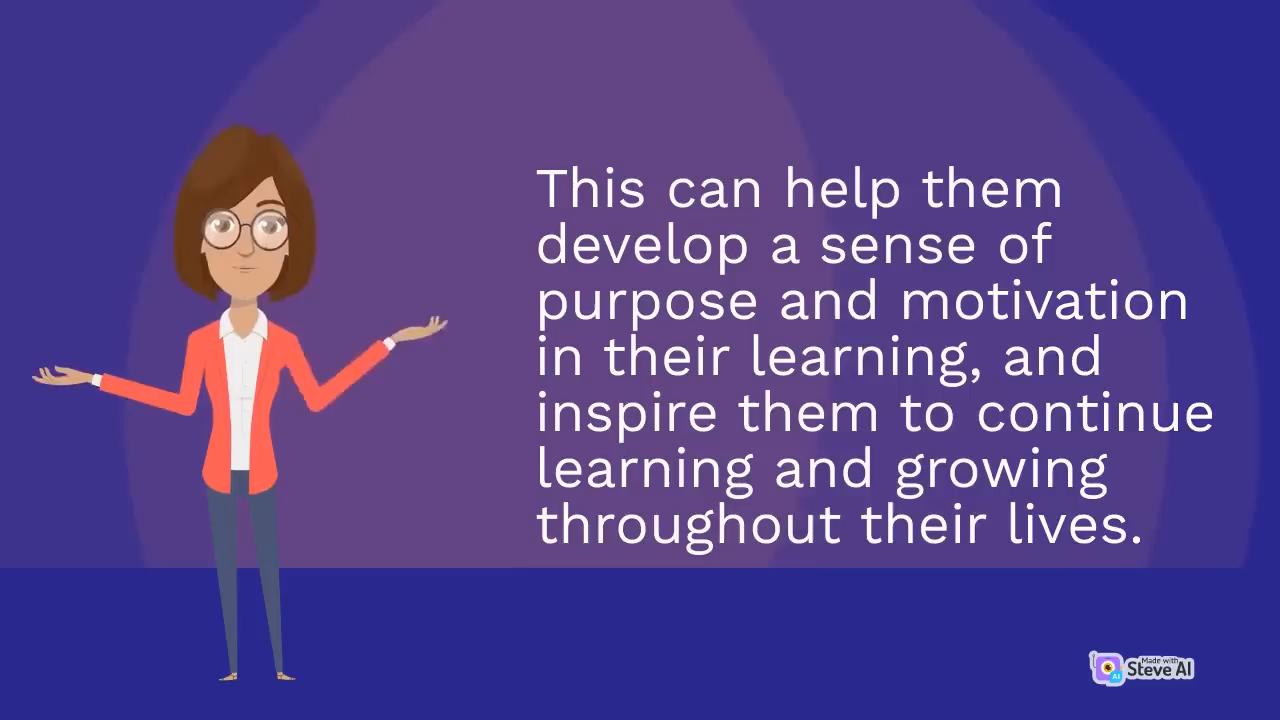 This can help them
develop a sense of
purpose and motivation
in their learning, and
inspire them to continue
learning and growing
throughout their lives.
Made with
Steve AI
AI